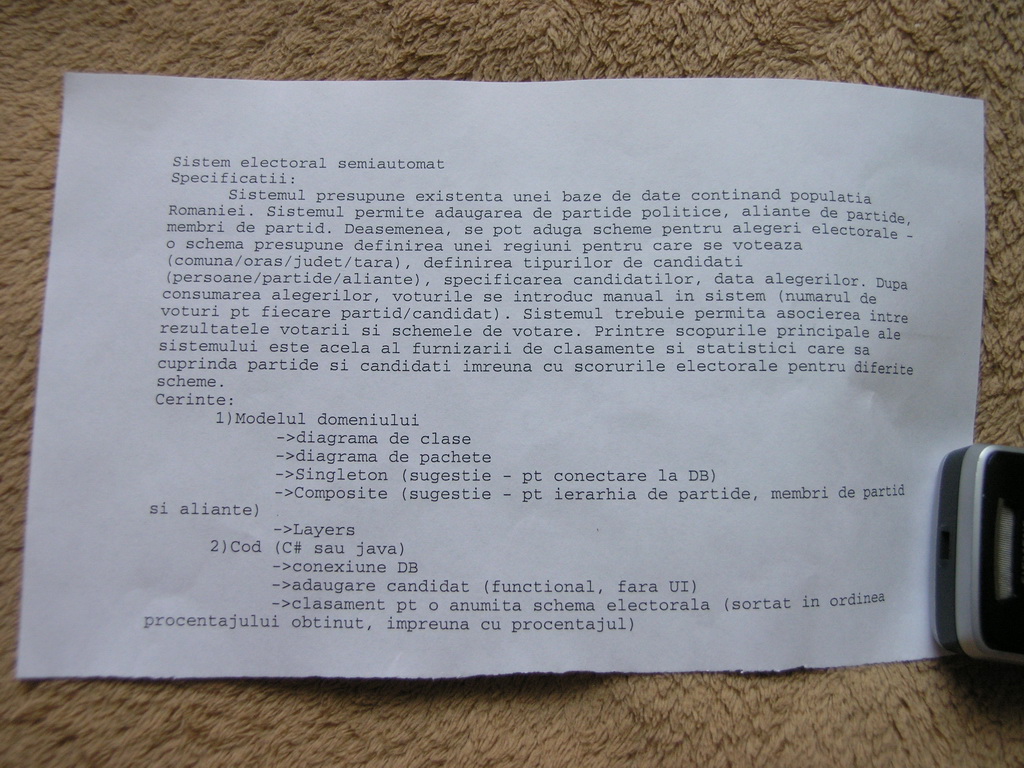 Sistem electoral semiautomat
Specificatii:
Sistemul presupune existenta unei baze de date continand populatia
Romaniei. Sistemul permite adaugarea de partide politice, aliante de partide,
membri de partid. Deasemenea, se pot aduga scheme pentru alegeri electorale -
o schema presupune definirea unei regiuni pentru care se voteaza
(comuna/oras/judet/tara), definirea tipurilor de candidati
(persoane/partide/aliante), specificarea candidatilor, data alegerilor. Dupa
consumarea alegerilor, voturile se introduc manual in sistem (numarul de
voturi pt fiecare partid/candidat). Sistemul trebuie permita asocierea intre
rezultatele votarii si schemele de votare. Printre scopurile principale ale
sistemului este acela al furnizarii de clasamente si statistici care sa
cuprinda partide si candidati imreuna cu scorurile electorale pentru diferite
scheme.
Cerinte:
1)Modelul domeniului
->diagrama de clase
->diagrama de pachete
->Singleton (sugestie - pt conectare la DB)
->Composite (sugestie - pt ierarhia de partide, membri de partid
si aliante)
->Layers
2)Cod (C# sau java)
->conexiune DB
->adaugare candidat (functional, fara UI)
->clasament pt o anumita schema electorala (sortat in ordinea
procentajului obtinut, impreuna cu procentajul)